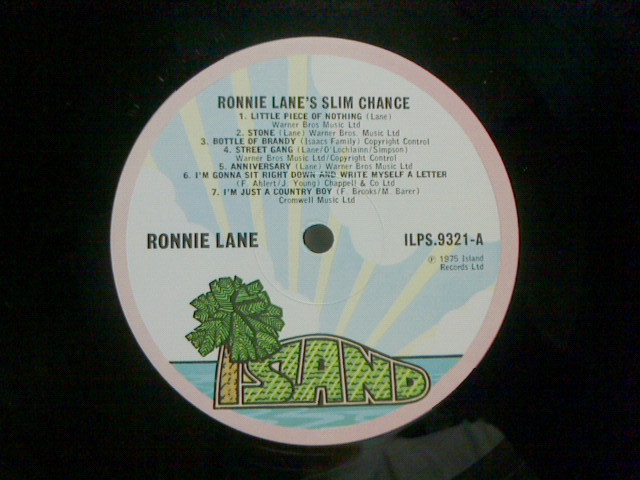 RONNIE LANE'S SLIM CHANCE
1. LITTLE PIECE OF NOTHING (Lane)
Warner Bros Music Ltd
2. STONE (Lane) Warner Bros. Music Ltd
3. BOTTLE OF BRANDY (Isaacs Family) Copyright Control
4. STREET GANG (Lane/O'Lochlainn/Simpson)
Warner Bros Music Ltd/Copyright Control
5. ANNIVERSARY (Lane) Warner Bros Music Ltd
6. I'M GONNA SIT RIGHT DOWN AND WRITE MYSELF A LETTER
(F. Ahlert/J. Young) Chappell & Co Ltd
7. I'M JUST A COUNTRY BOY (F. Brooks/M. Barer)
Cromwell Music Ltd
RONNIE LANE ILPS.9321-A
℗ 1975 Island
Records Ltd
ISLAND